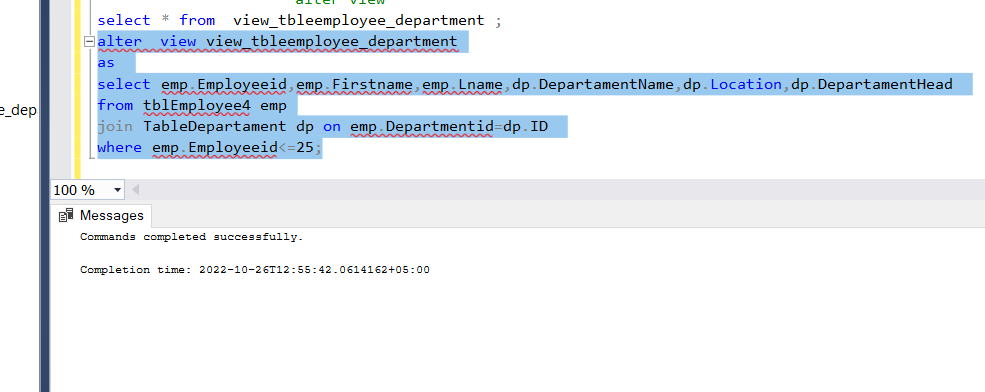 alter view
select * from  view_tbleemployee_department ;
alter  view view_tbleemployee_department
as
select emp.Employeeid,emp.Firstname,emp.Lname,dp.DepartamentName,dp.Location,dp.DepartamentHead
from tblEmployee4 emp
e_dep
join TableDepartament dp on emp.Departmentid=dp.ID
where emp.Employeeid<=25;
100 %
Messages
Commands completed successfully.
Completion time: 2022-10-26T12:55:42.0614162+05:00